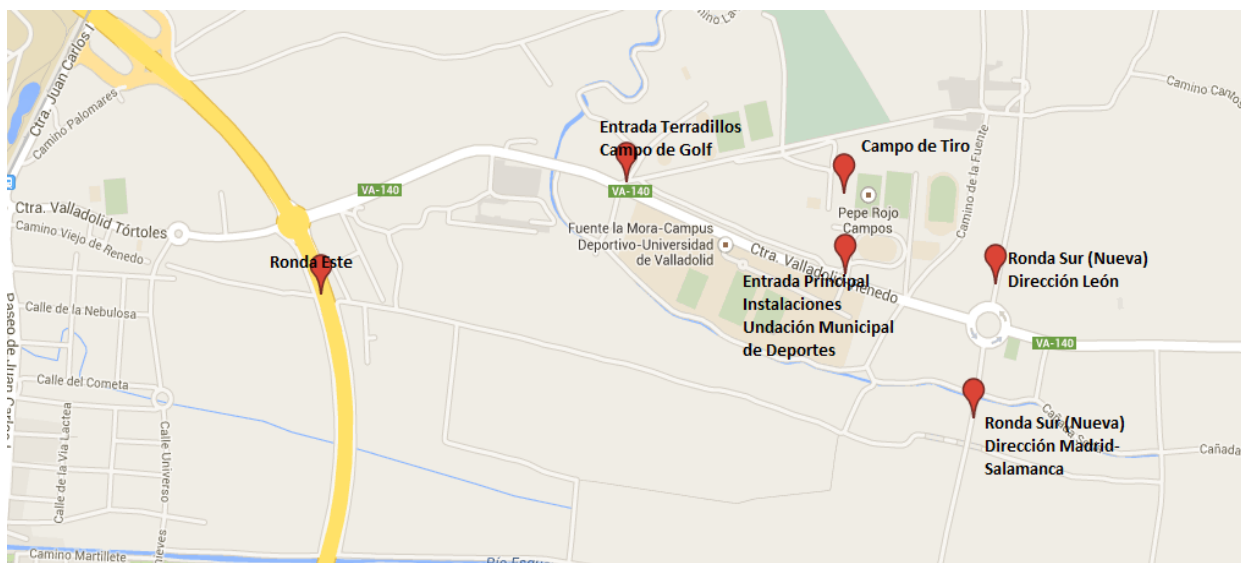 Ctra. Juan Carlos I
Camino Palomares
Entrada Terradillos
Campo de Golf
Campo de Tiro
Camino Cantos
Camino de la Fuente
VA-140
VA-140
Pepe Rojo
Campos
Ctra. Valladolid Tórtoles
Camino Viejo de Renedo
Fuente la Mora-Campus
Deportivo-Universidad
de Valladolid
Ctra. Valladolid Renedo
Ronda Este
Ronda Sur (Nueva)
Dirección León
Entrada Principal
Instalaciones
Undación Municipal
de Deportes
Calle de la Nebulosa
Paseo de Juan Carlos I
VA-140
Calle del Cometa
Calle de la Vía Lactea
Calle Universo
Ronda Sur (Nueva)
Dirección Madrid-
Salamanca
Cañada
Cañada
Camino Martillete
Río